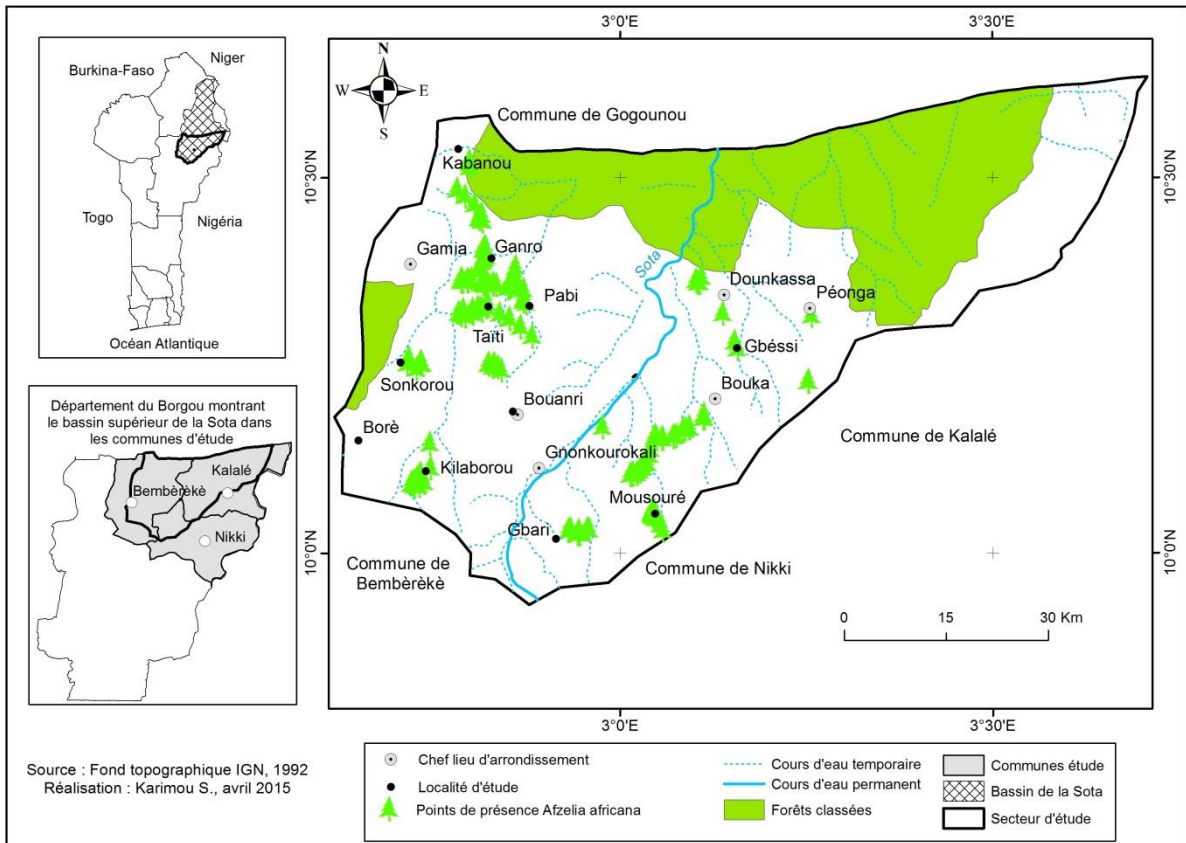 Burkina-Faso
Niger
Togo
Nigéria
Océan Atlantique
Département du Borgou montrant
le bassin supérieur de la Sota dans
les communes d'étude
Kalalé
Bembèrèkè
Nikki
Source : Fond topographique IGN, 1992
Réalisation : Karimou S., avril 2015
3°0'E
3°30'E
N
W
E
S
Commune de Gogounou
Kabanou
10°30'N
10°30'N
Gamia
Ganro
Sota
Dounkassa
Péonga
Pabi
Taïti
Gbéssi
Sonkorou
Bouka
Bouanri
Borè
Commune de Kalalé
Gnonkourokali
Kilaborou
Mousouré
Gbari
10°0'N
10°0'N
Commune de
Bembèrèkè
Commune de Nikki
0
15
30 Km
3°0'E
3°30'E
Chef lieu d'arrondissement
Localité d'étude
Points de présence Afzelia africana
Cours d'eau temporaire
Cours d'eau permanent
Forêts classées
Communes étude
Bassin de la Sota
Secteur d'étude